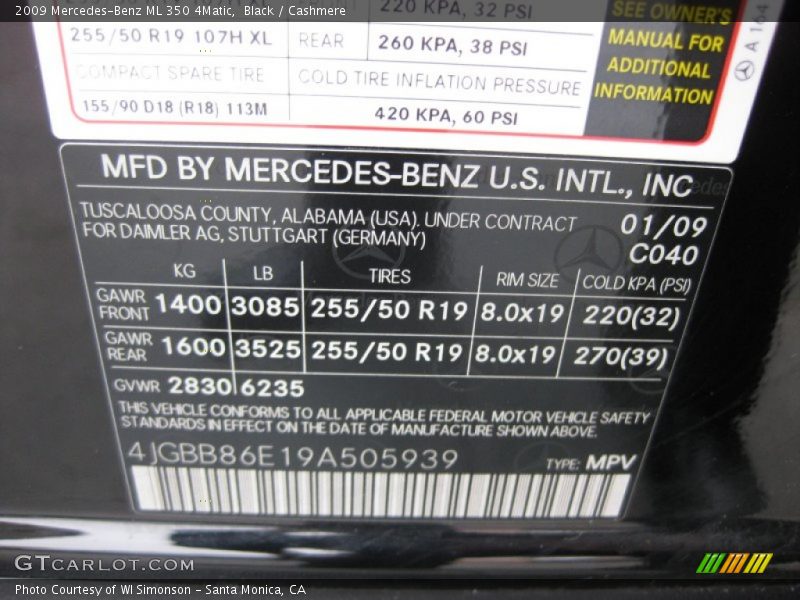 2009 Mercedes-Benz ML 350 4Matic, Black / Cashmere
220 KPA, 32 PSI
255/50 R19 107H XL REAR 260 KPA, 38 PSI
COMPACT SPARE TIRE COLD TIRE INFLATION PRESSURE
155/90 D18 (R18) 113M 420 KPA, 60 PSI
SEE OWNER'S
MANUAL FOR
ADDITIONAL
INFORMATION
A 164
MFD BY MERCEDES-BENZ U.S. INTL., INC
TUSCALOOSA COUNTY, ALABAMA (USA). UNDER CONTRACT 01/09
FOR DAIMLER AG, STUTTGART (GERMANY) C040
KG LB TIRES RIM SIZE COLD KPA (PSI)
GAWR FRONT 1400 3085 255/50 R19 8.0x19 220(32)
GAWR REAR 1600 3525 255/50 R19 8.0x19 270(39)
GVWR 2830 6235
THIS VEHICLE CONFORMS TO ALL APPLICABLE FEDERAL MOTOR VEHICLE SAFETY
STANDARDS IN EFFECT ON THE DATE OF MANUFACTURE SHOWN ABOVE.
4JGBB86E19A505939 TYPE: MPV
GTCARLOT.COM
Photo Courtesy of WI Simonson - Santa Monica, CA